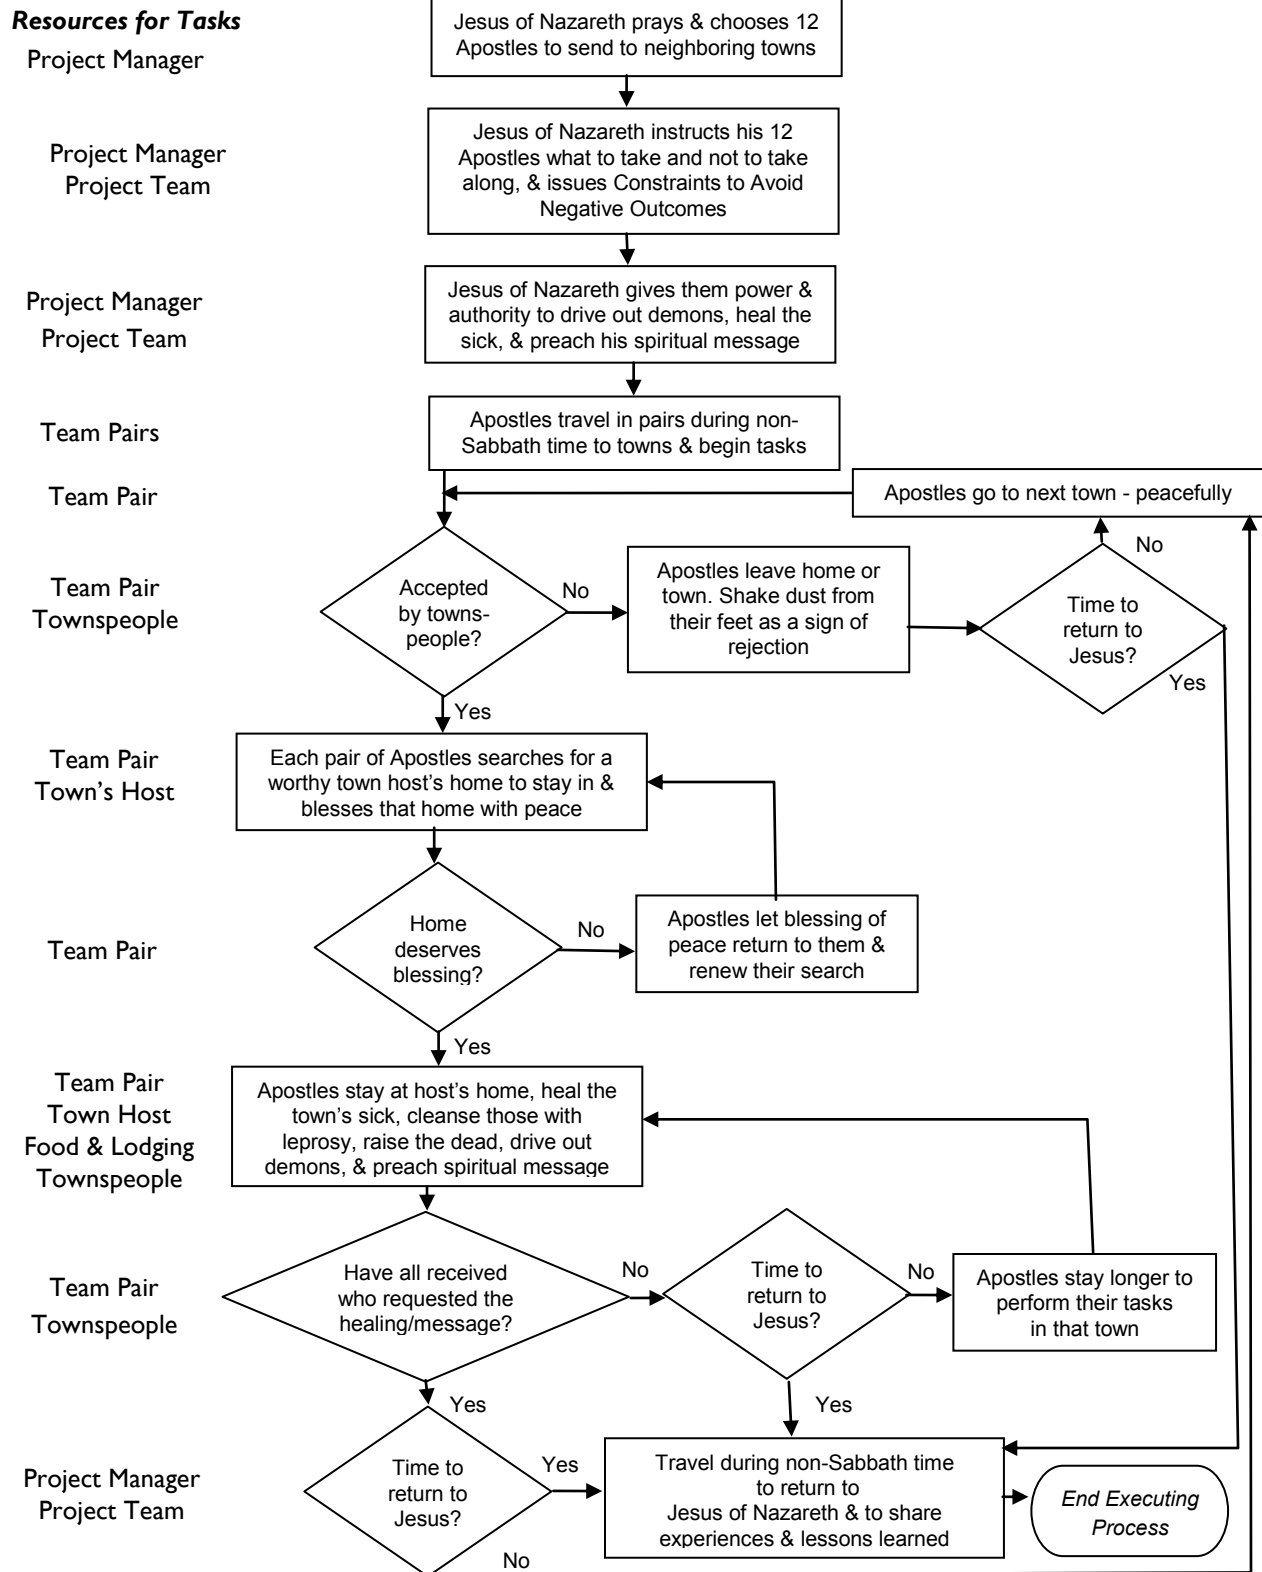 Resources for Tasks
Project Manager
Jesus of Nazareth prays & chooses 12
Apostles to send to neighboring towns
Project Manager
Project Team
Jesus of Nazareth instructs his 12
Apostles what to take and not to take
along, & issues Constraints to Avoid
Negative Outcomes
Project Manager
Project Team
Jesus of Nazareth gives them power &
authority to drive out demons, heal the
sick, & preach his spiritual message
Team Pairs
Apostles travel in pairs during non-
Sabbath time to towns & begin tasks
Team Pair
Apostles go to next town - peacefully
Team Pair
Townspeople
Accepted
by towns-
people?
No
Apostles leave home or
town. Shake dust from
their feet as a sign of
rejection
No
Time to
return to
Jesus?
Yes
Yes
Team Pair
Town's Host
Each pair of Apostles searches for a
worthy town host's home to stay in &
blesses that home with peace
Team Pair
Home
deserves
blessing?
No
Apostles let blessing of
peace return to them &
renew their search
Yes
Team Pair
Town Host
Food & Lodging
Townspeople
Apostles stay at host's home, heal the
town's sick, cleanse those with
leprosy, raise the dead, drive out
demons, & preach spiritual message
Team Pair
Townspeople
Have all received
who requested the
healing/message?
No
Time to
return to
Jesus?
No
Apostles stay longer to
perform their tasks
in that town
Yes
Yes
Project Manager
Project Team
Time to
return to
Jesus?
Yes
Travel during non-Sabbath time
to return to
Jesus of Nazareth & to share
experiences & lessons learned
End Executing
Process
No